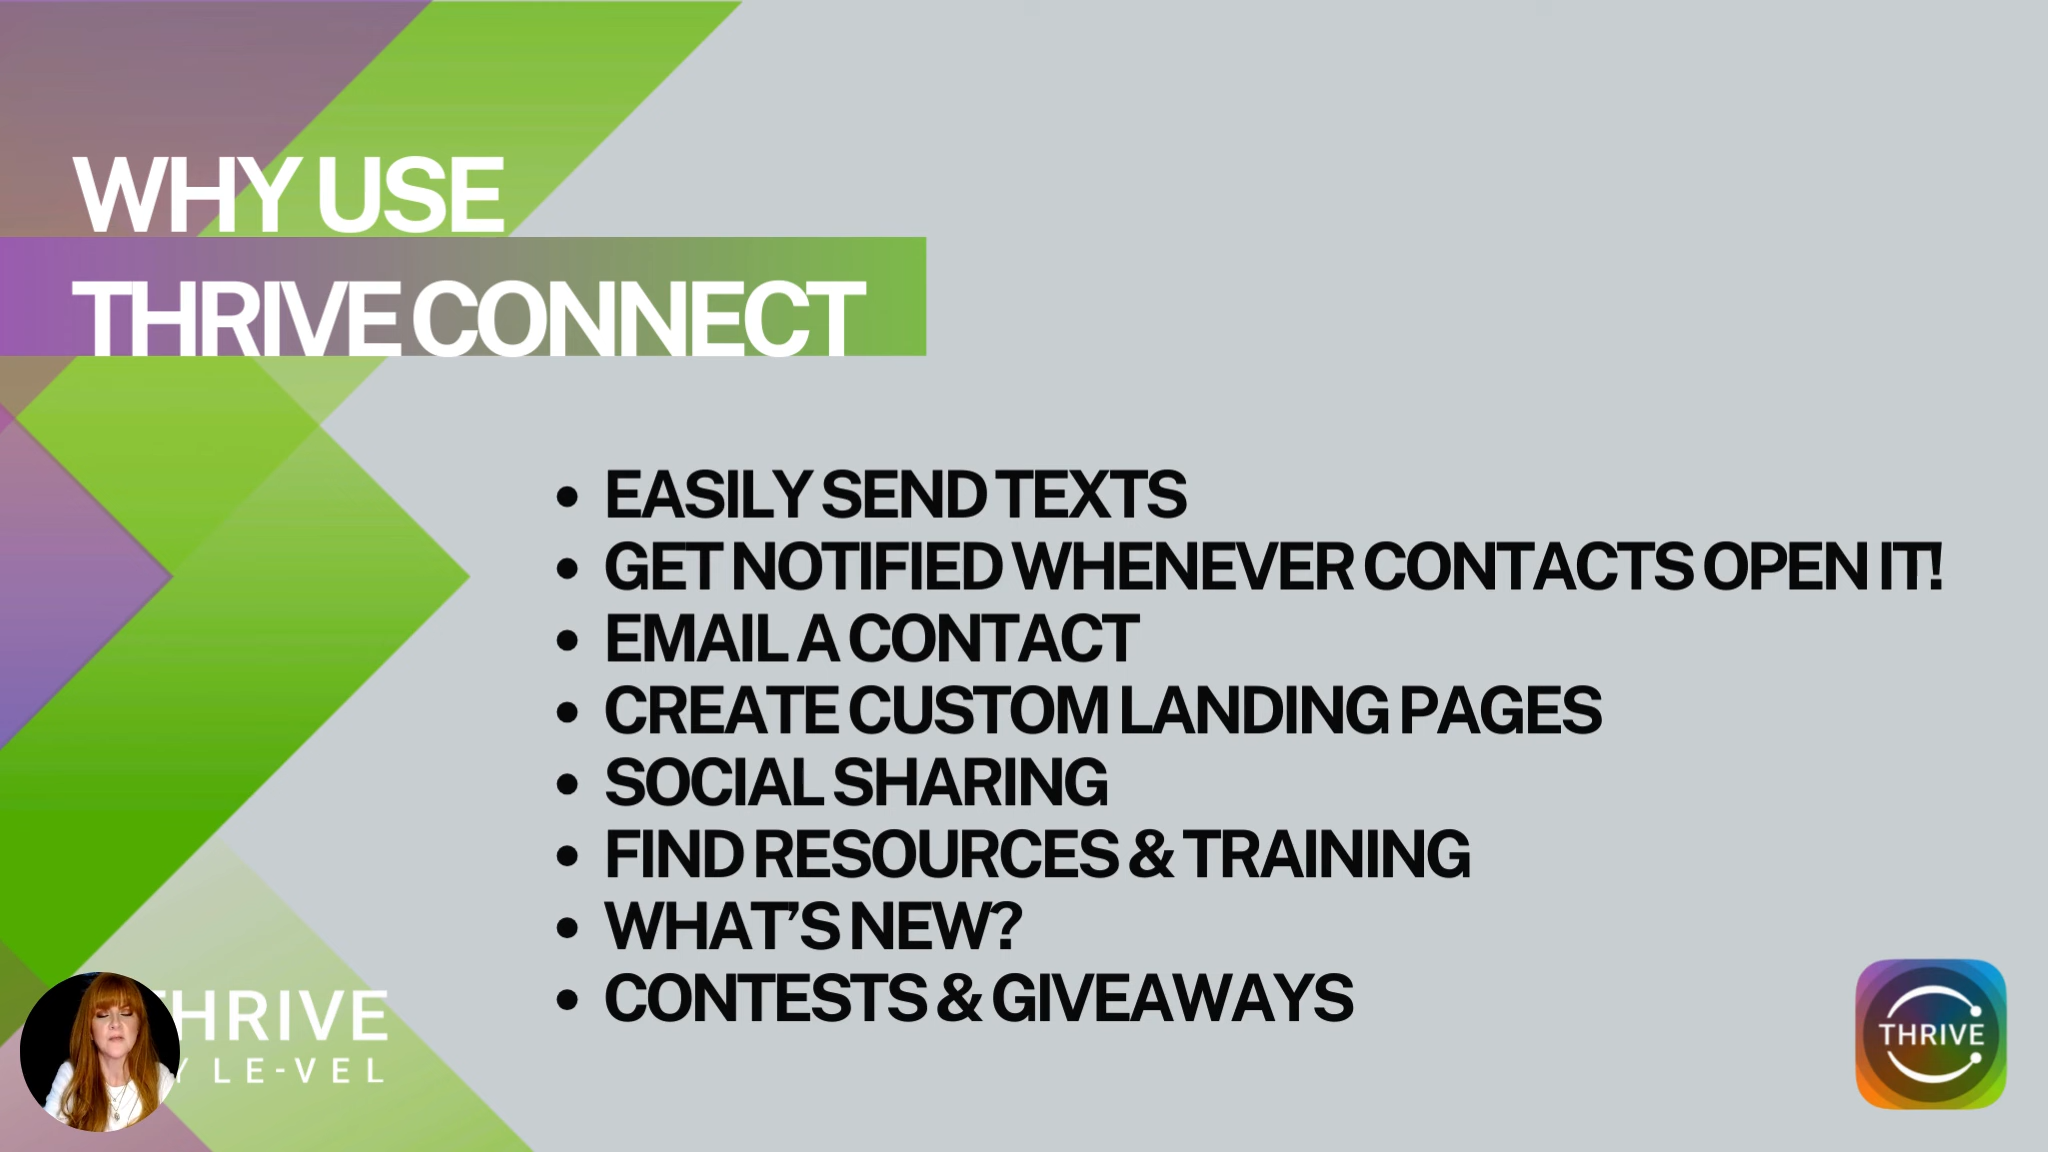 WHY USE
THRIVE CONNECT
• EASILY SEND TEXTS
• GET NOTIFIED WHENEVER CONTACTS OPEN IT!
• EMAIL A CONTACT
• CREATE CUSTOM LANDING PAGES
• SOCIAL SHARING
• FIND RESOURCES & TRAINING
• WHAT’S NEW?
• CONTESTS & GIVEAWAYS
THRIVE
Y LE-VEL
THRIVE